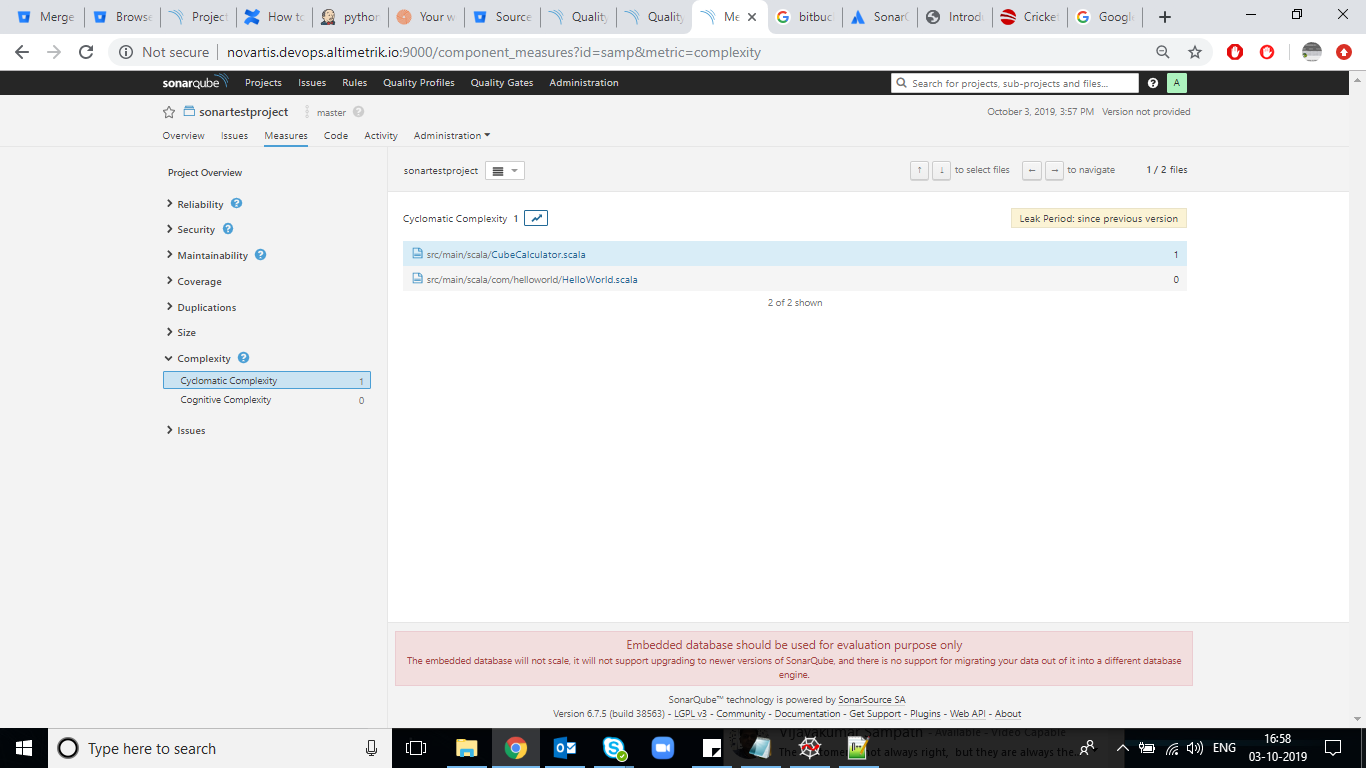 Merge
Browse
Project
How to
python
Your w
Source
Quality
Quality
Me
bitbuc
SonarQ
Introd
Cricket
Google
Not secure | novartis.devops.altimetrik.io:9000/component_measures?id=samp&metric=complexity
sonarqube Projects Issues Rules Quality Profiles Quality Gates Administration Search for projects, sub-projects and files... ? A
sonartestproject master ? October 3, 2019, 3:57 PM Version not provided
Overview Issues Measures Code Activity Administration
Project Overview
Reliability ?
Security ?
Maintainability ?
Coverage
Duplications
Size
Complexity ?
Cyclomatic Complexity 1
Cognitive Complexity 0
Issues
sonartestproject ↑ ↓ to select files ← → to navigate 1 / 2 files
Cyclomatic Complexity 1 Leak Period: since previous version
src/main/scala/CubeCalculator.scala 1
src/main/scala/com/helloworld/HelloWorld.scala 0
2 of 2 shown
Embedded database should be used for evaluation purpose only
The embedded database will not scale, it will not support upgrading to newer versions of SonarQube, and there is no support for migrating your data out of it into a different database
engine.
SonarQube™ technology is powered by SonarSource SA
Version 6.7.5 (build 38563) - LGPL v3 - Community - Documentation - Get Support - Plugins - Web API - About
Type here to search
Vijayakumar Sampath - Available - Video Capable
not always right, but they are always the...
ENG
16:58
03-10-2019